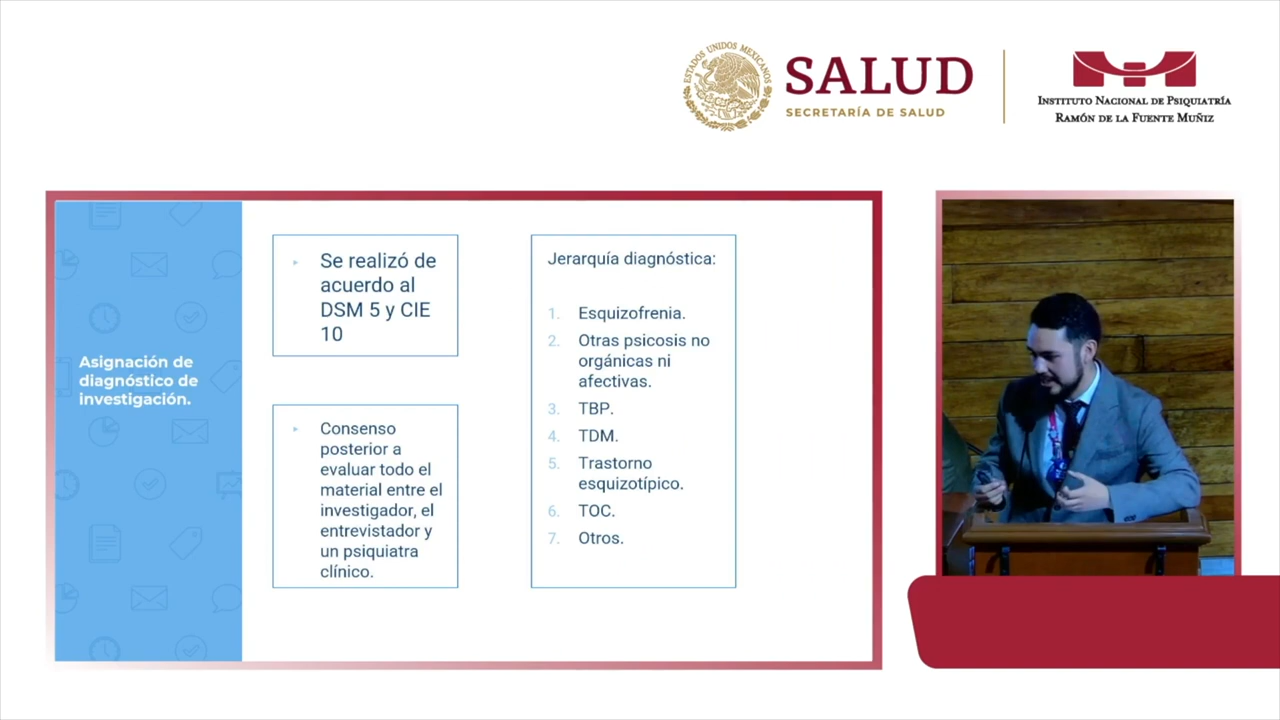 ESTADOS UNIDOS MEXICANOS
SALUD
SECRETARÍA DE SALUD
INSTITUTO NACIONAL DE PSIQUIATRÍA
RAMÓN DE LA FUENTE MUÑIZ
Asignación de
diagnóstico de
investigación.
Se realizó de
acuerdo al
DSM 5 y CIE
10
Consenso
posterior a
evaluar todo el
material entre el
investigador, el
entrevistador y
un psiquiatra
clínico.
Jerarquía diagnóstica:
1. Esquizofrenia.
2. Otras psicosis no
orgánicas ni
afectivas.
3. TBP.
4. TDM.
5. Trastorno
esquizotípico.
6. TOC.
7. Otros.